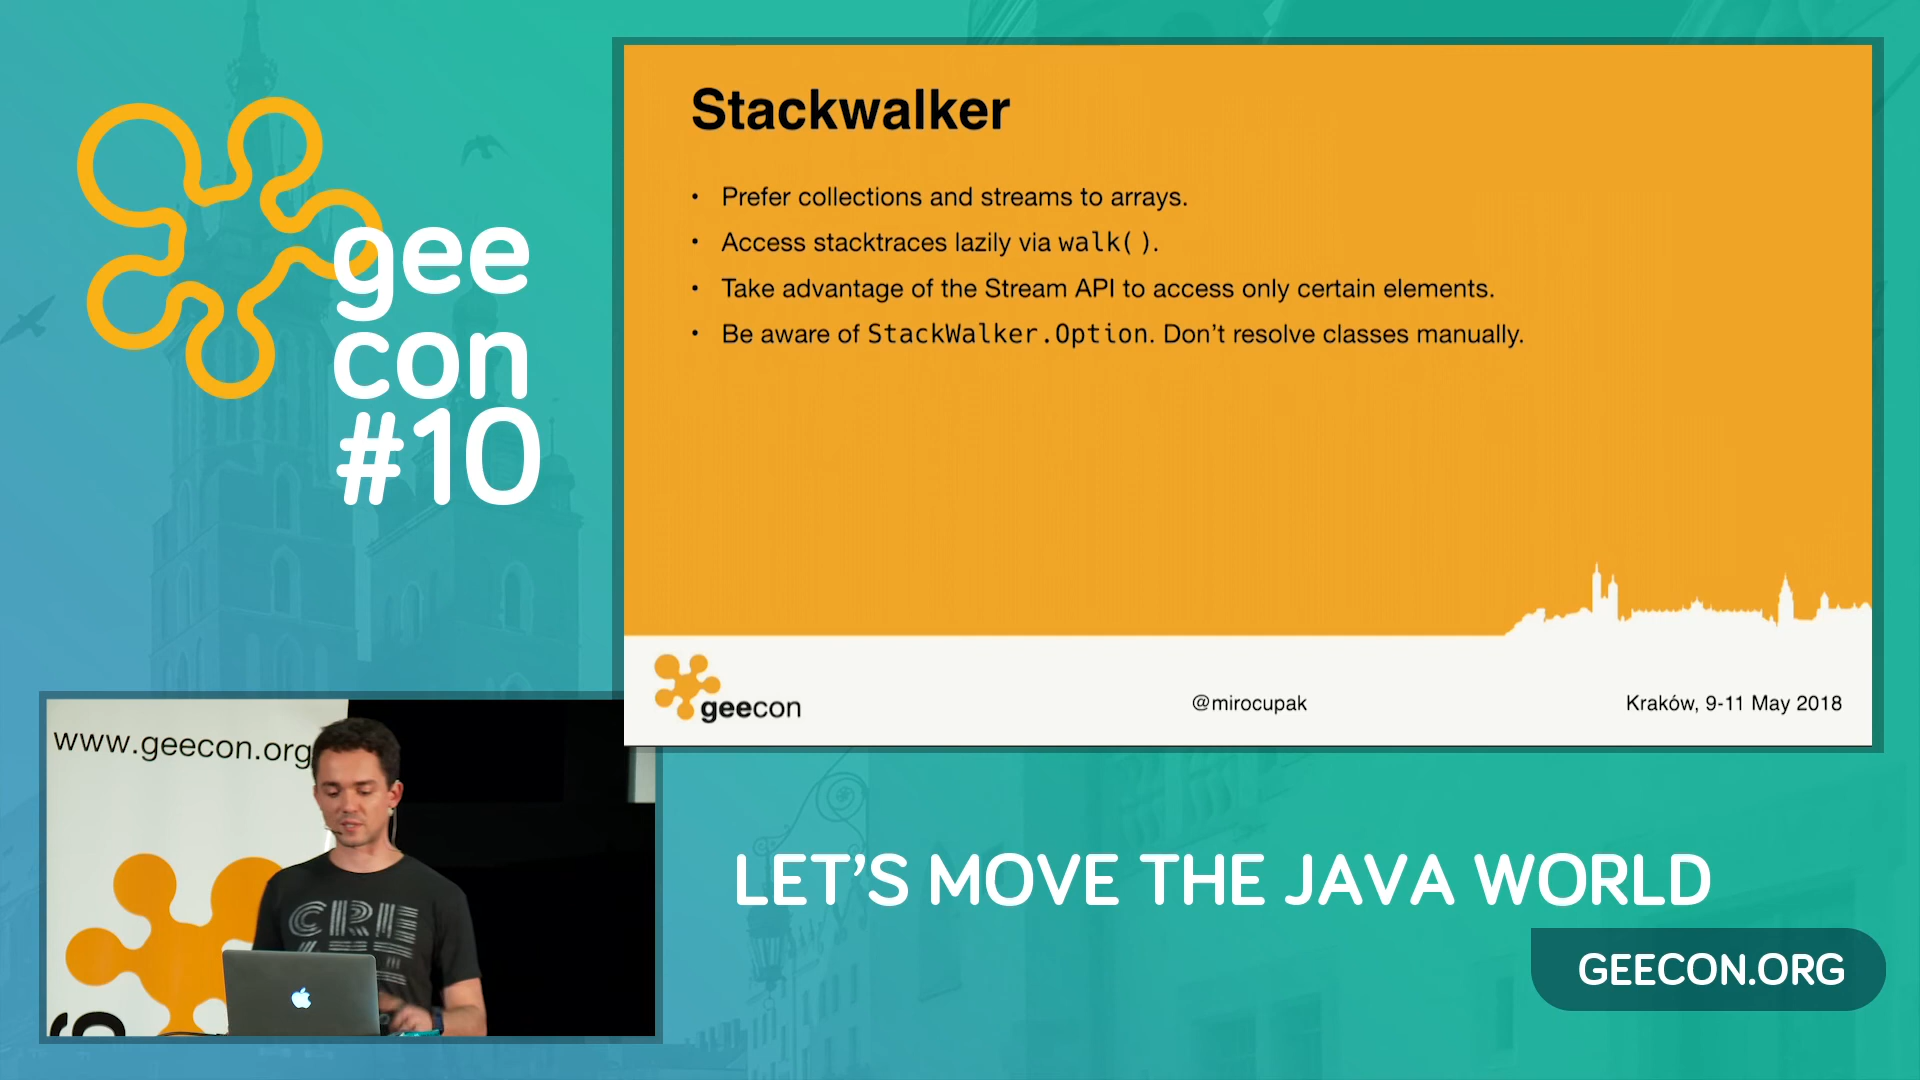 gee
con
#10
Stackwalker
• Prefer collections and streams to arrays.
• Access stacktraces lazily via walk().
• Take advantage of the Stream API to access only certain elements.
• Be aware of StackWalker.Option. Don't resolve classes manually.
geecon
@mirocupak
Kraków, 9-11 May 2018
www.geecon.org
CRE
LET'S MOVE THE JAVA WORLD
GEECON.ORG